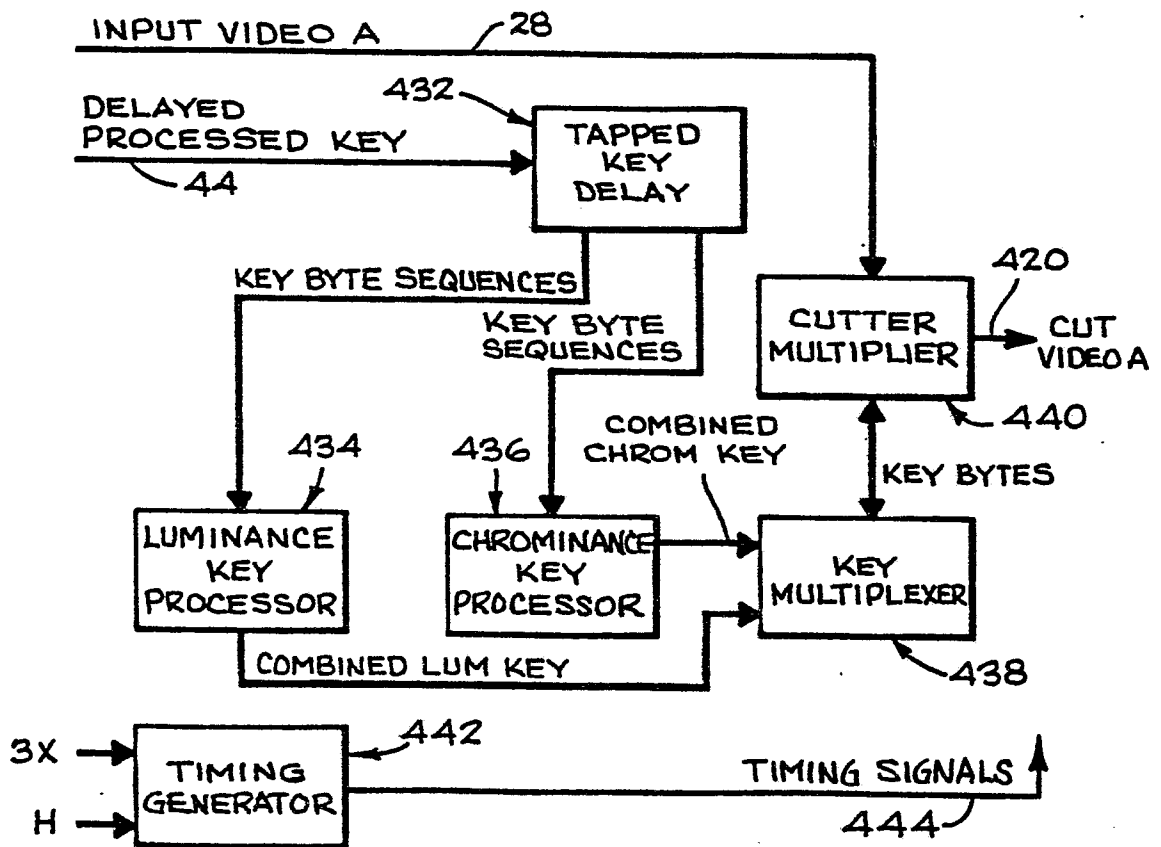 INPUT VIDEO A
28
DELAYED
PROCESSED KEY
44
432
TAPPED
KEY
DELAY
KEY BYTE SEQUENCES
KEY BYTE
SEQUENCES
CUTTER
MULTIPLIER
420
CUT
VIDEO A
440
COMBINED
CHROM KEY
KEY BYTES
434
LUMINANCE
KEY
PROCESSOR
436
CHROMINANCE
KEY
PROCESSOR
KEY
MULTIPLEXER
438
COMBINED LUM KEY
3X
H
TIMING
GENERATOR
442
TIMING SIGNALS
444